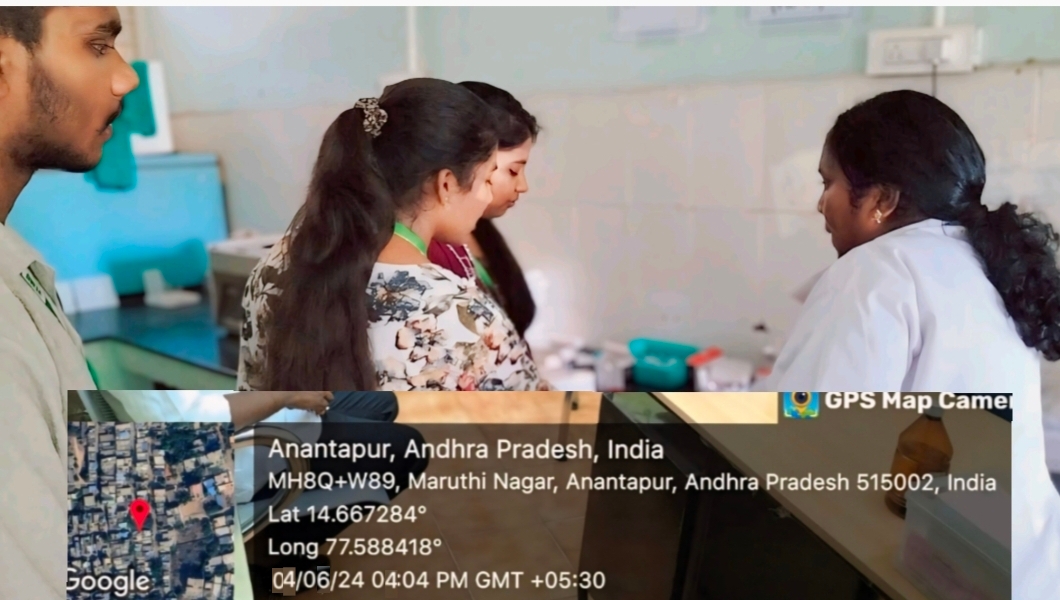 GPS Map Camer
Anantapur, Andhra Pradesh, India
MH8Q+W89, Maruthi Nagar, Anantapur, Andhra Pradesh 515002, India
Lat 14.667284°
Long 77.588418°
04/06/24 04:04 PM GMT +05:30
Google